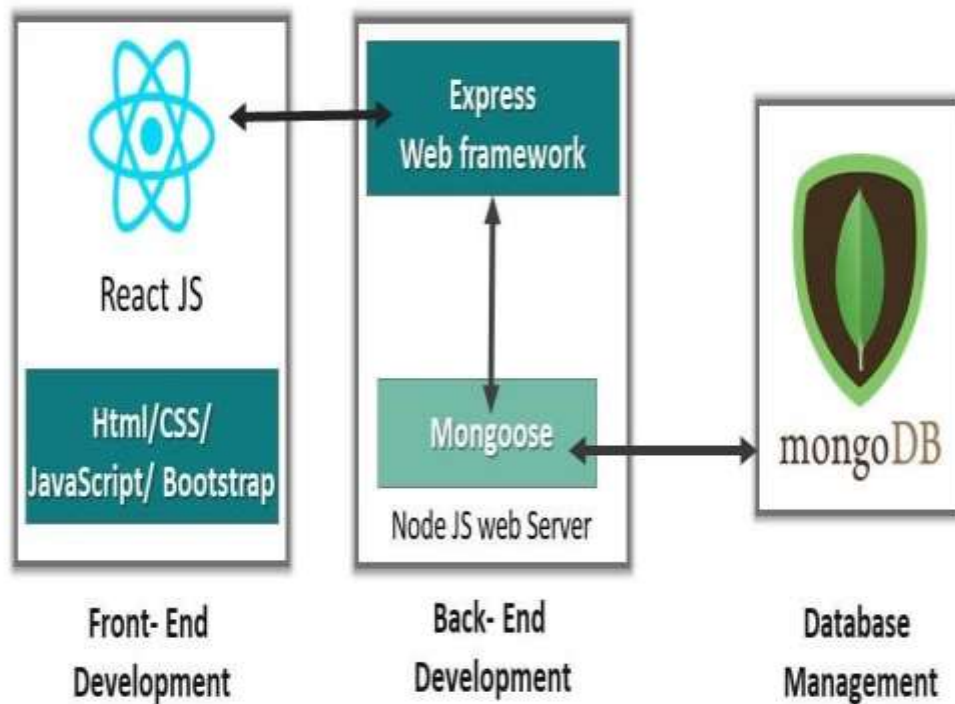 React JS
Html/CSS/
JavaScript/ Bootstrap
Front- End
Development
Express
Web framework
Mongoose
Node JS web Server
Back- End
Development
mongoDB
Database
Management